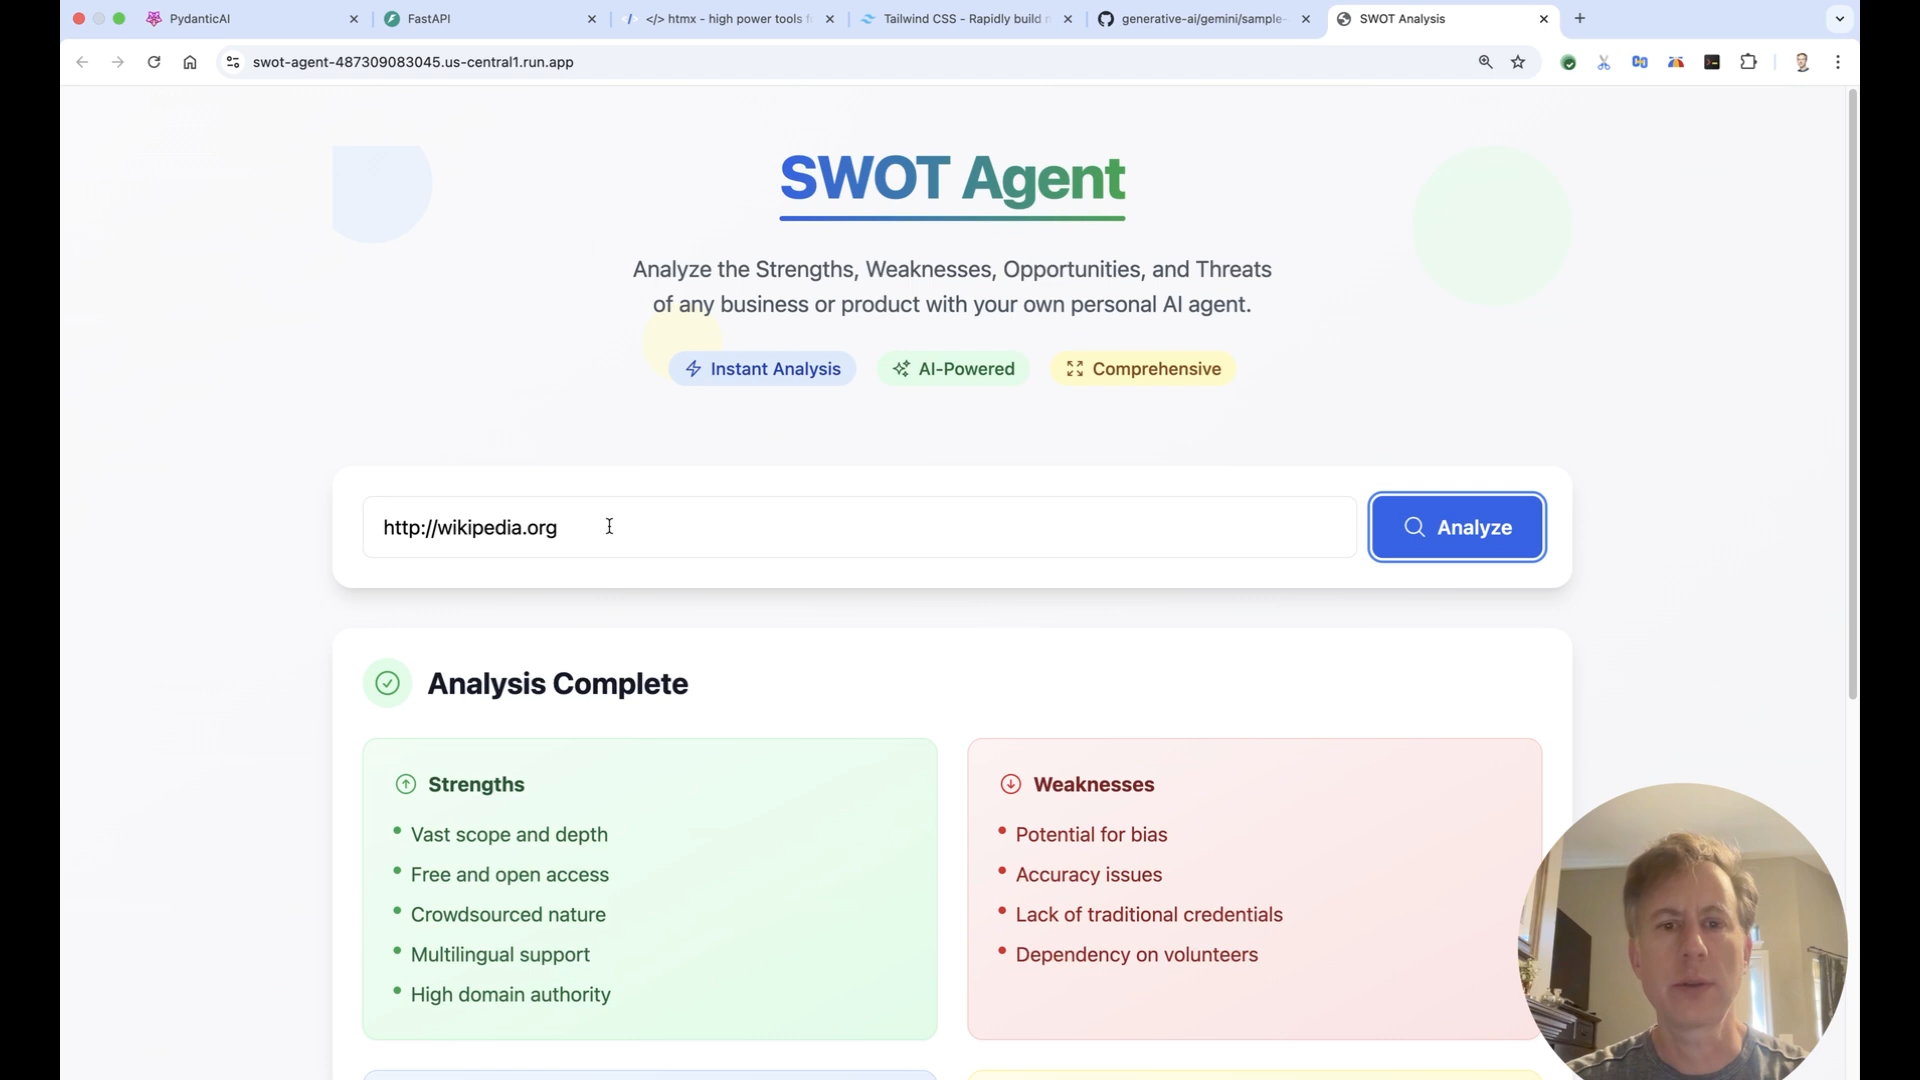 PydanticAI
FastAPI
</> htmx - high power tools f
Tailwind CSS - Rapidly build
generative-ai/gemini/sample-
SWOT Analysis
swot-agent-487309083045.us-central1.run.app
SWOT Agent
Analyze the Strengths, Weaknesses, Opportunities, and Threats
of any business or product with your own personal AI agent.
Instant Analysis
AI-Powered
Comprehensive
http://wikipedia.org
Analyze
Analysis Complete
Strengths
Vast scope and depth
Free and open access
Crowdsourced nature
Multilingual support
High domain authority
Weaknesses
Potential for bias
Accuracy issues
Lack of traditional credentials
Dependency on volunteers